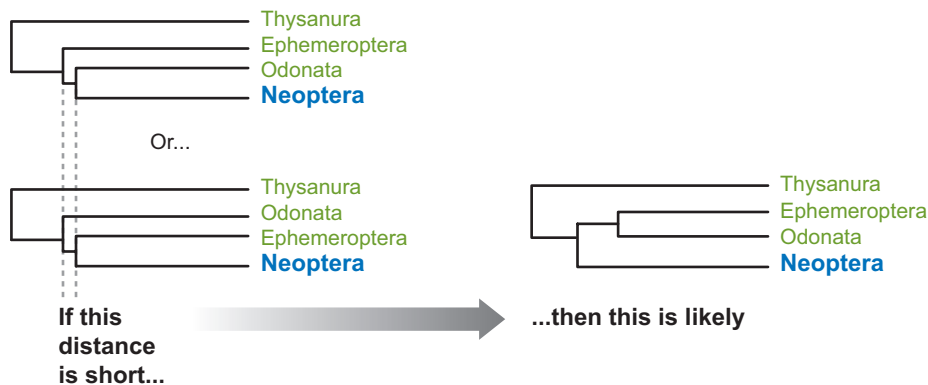 Thysanura
Ephemeroptera
Odonata
Neoptera
Or...
Thysanura
Odonata
Ephemeroptera
Neoptera
If this
distance
is short...
Thysanura
Ephemeroptera
Odonata
Neoptera
...then this is likely